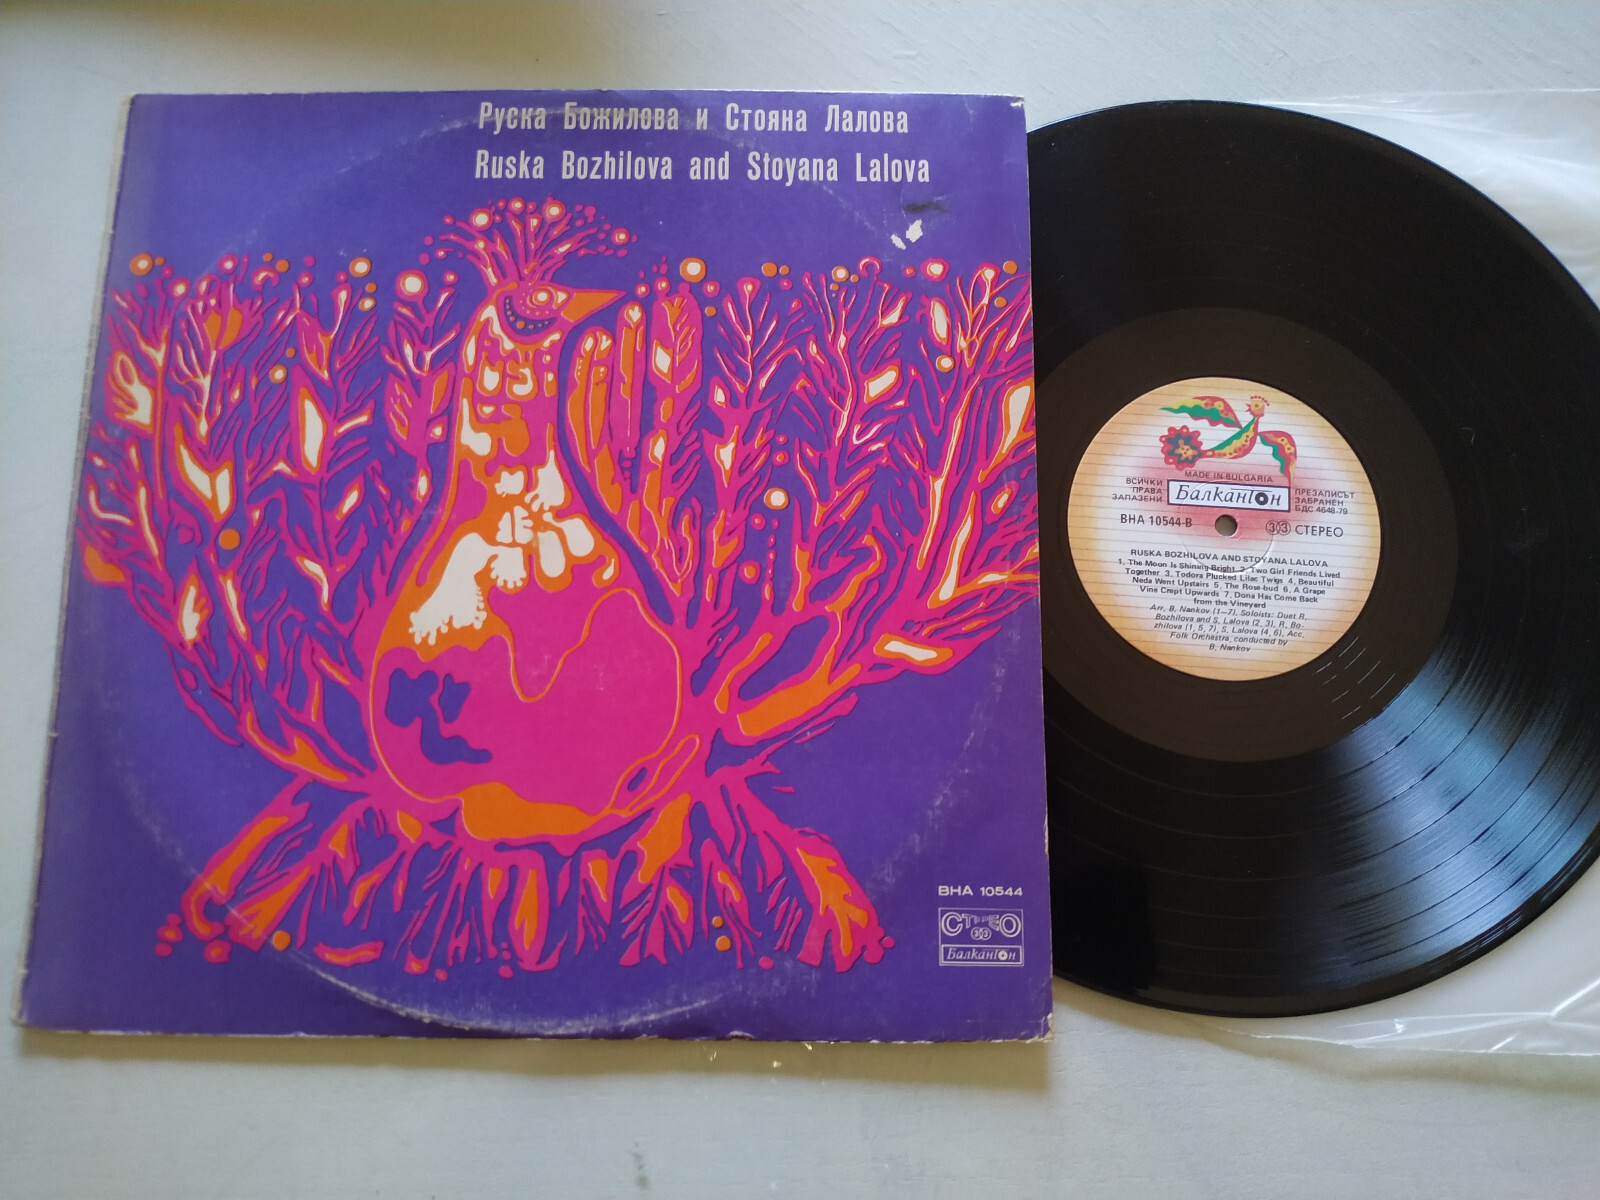 Руска Божилова и Стояна Лалова
Ruska Bozhilova and Stoyana Lalova
ВНА 10544
СТЕРЕО
33
Балкантон
MADE IN BULGARIA
ВСИЧКИ
ПРАВА
ЗАПАЗЕНИ
Балкантон
ПРЕЗАПИСЪТ
ЗАБРАНЕН
БДС 4648-79
ВНА 10544-В
33 СТЕРЕО
RUSKA BOZHILOVA AND STOYANA LALOVA
1, The Moon Is Shining Bright 2, Two Girl Friends Lived
Together 3, Todora Plucked Lilac Twigs 4, Beautiful
Neda Went Upstairs 5, The Rose-bud 6, A Grape
Vine Crept Upwards 7, Dona Has Come Back
from the Vineyard
Arr, B, Nankov (1—7), Soloists: Duet R,
Bozhilova and S, Lalova (2, 3), R, Bo-
zhilova (1, 5, 7), S, Lalova (4, 6), Acc,
Folk Orchestra, conducted by
B, Nankov